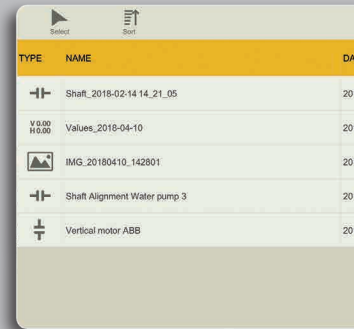 Select Sort
TYPE NAME DA
Shaft_2018-02-14 14_21_05 20
V 0.00
H 0.00 Values_2018-04-10 20
IMG_20180410_142801 20
Shaft Alignment Water pump 3 20
Vertical motor ABB 20